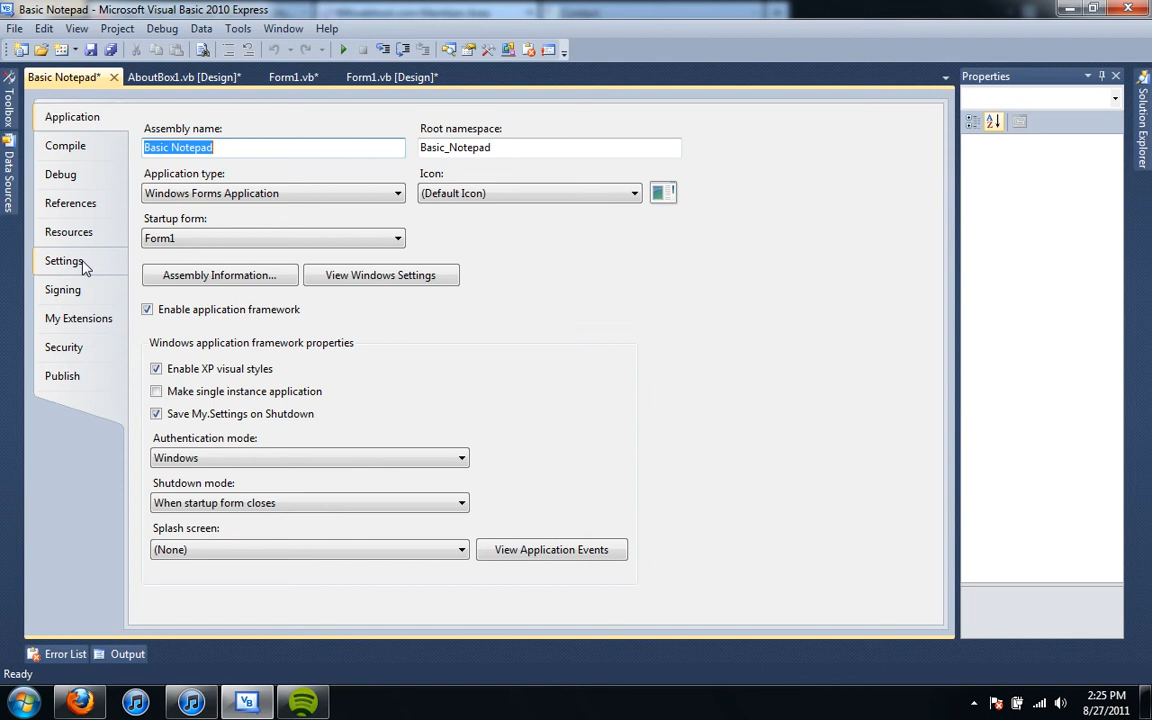 Basic Notepad - Microsoft Visual Basic 2010 Express
File Edit View Project Debug Data Tools Window Help
Basic Notepad* AboutBox1.vb [Design]* Form1.vb* Form1.vb [Design]*
Properties
Toolbox
Data Sources
Solution Explorer
Application
Compile
Debug
References
Resources
Settings
Signing
My Extensions
Security
Publish
Assembly name: Root namespace:
Basic Notepad Basic_Notepad
Application type: Icon:
Windows Forms Application (Default Icon)
Startup form:
Form1
Assembly Information... View Windows Settings
Enable application framework
Windows application framework properties
Enable XP visual styles
Make single instance application
Save My.Settings on Shutdown
Authentication mode:
Windows
Shutdown mode:
When startup form closes
Splash screen:
(None) View Application Events
Error List Output
Ready
2:25 PM
8/27/2011